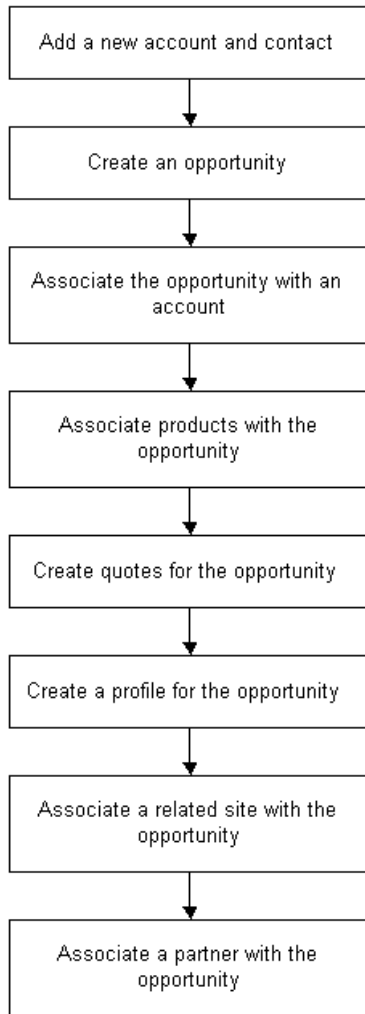 Add a new account and contact
Create an opportunity
Associate the opportunity with an
account
Associate products with the
opportunity
Create quotes for the opportunity
Create a profile for the opportunity
Associate a related site with the
opportunity
Associate a partner with the
opportunity